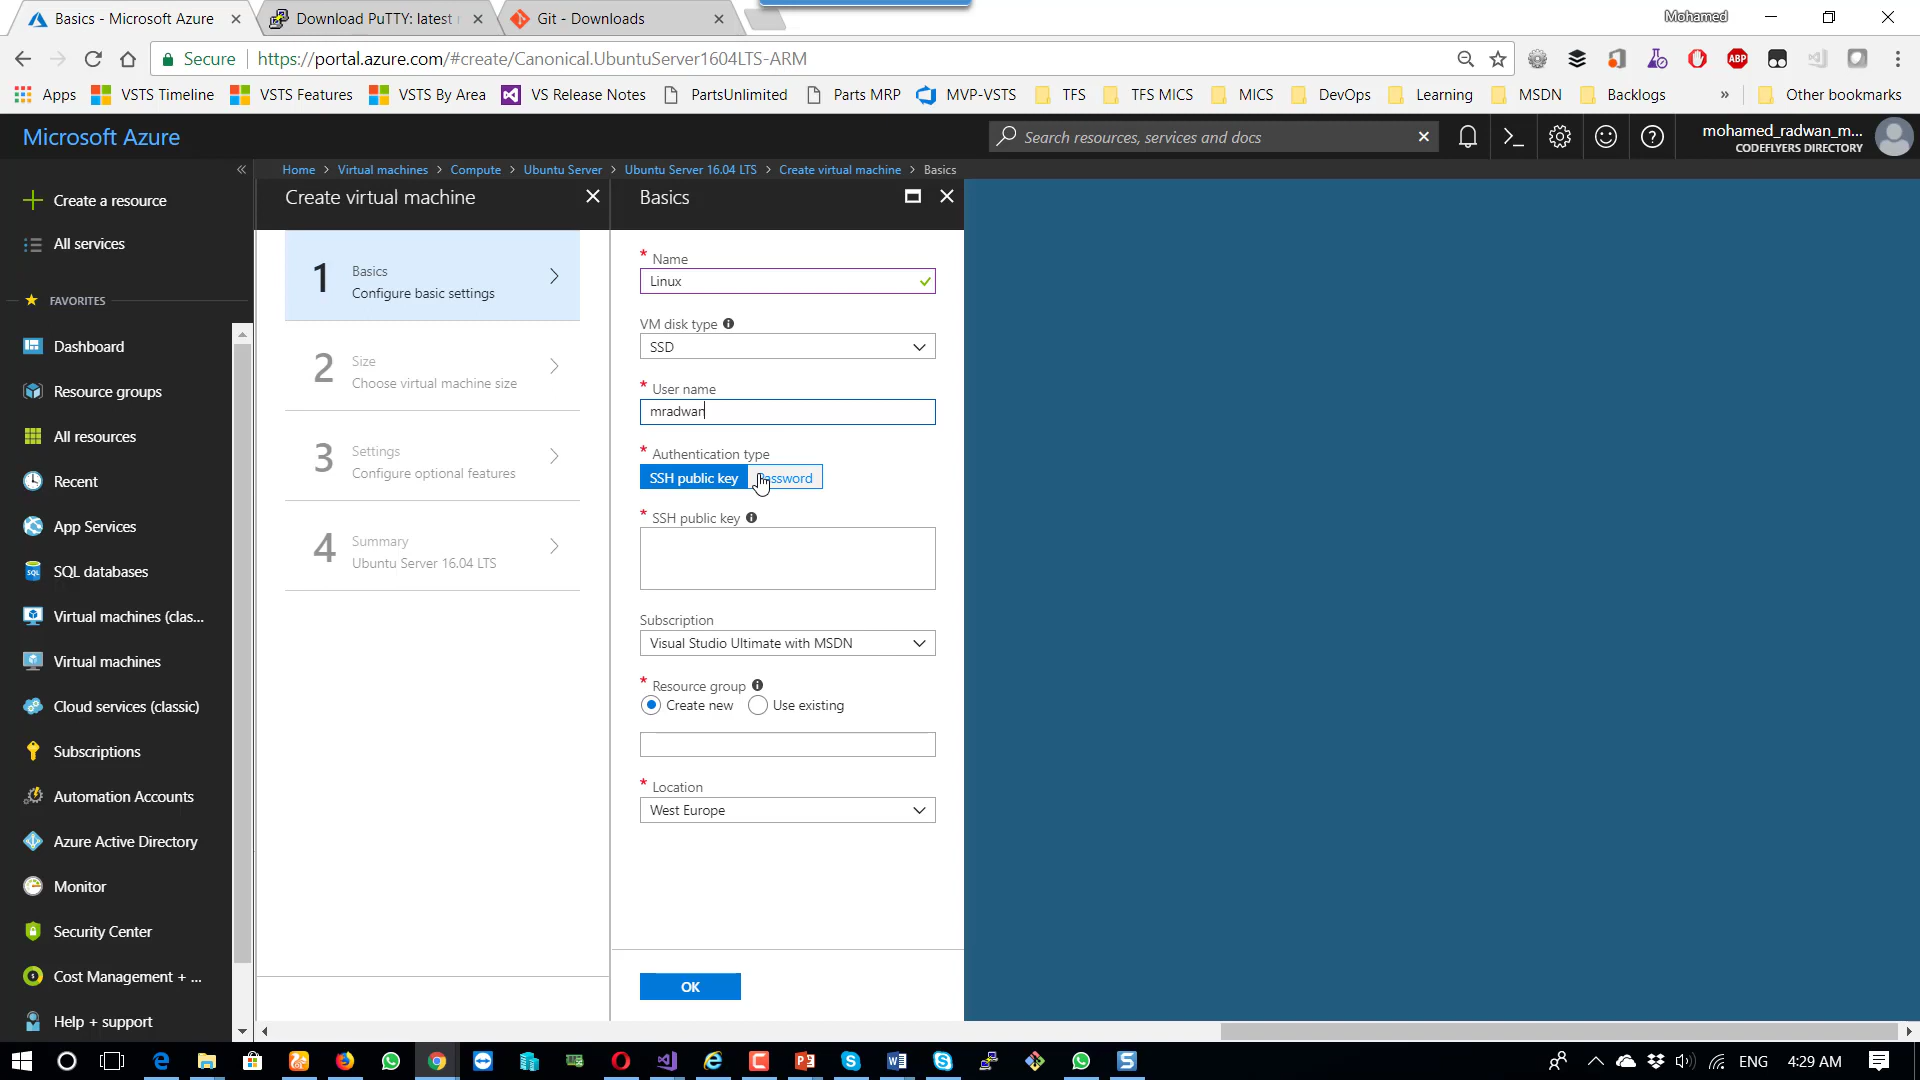 Basics - Microsoft Azure
Download PuTTY: latest
Git - Downloads
Mohamed
Secure
https://portal.azure.com/#create/Canonical.UbuntuServer1604LTS-ARM
ABP
Apps
VSTS Timeline
VSTS Features
VSTS By Area
VS Release Notes
PartsUnlimited
Parts MRP
MVP-VSTS
TFS
TFS MICS
MICS
DevOps
Learning
MSDN
Backlogs
»
Other bookmarks
Microsoft Azure
Search resources, services and docs
mohamed_radwan_m...
CODEFLYERS DIRECTORY
Home > Virtual machines > Compute > Ubuntu Server > Ubuntu Server 16.04 LTS > Create virtual machine > Basics
Create a resource
All services
FAVORITES
Dashboard
Resource groups
All resources
Recent
App Services
SQL databases
Virtual machines (clas...
Virtual machines
Cloud services (classic)
Subscriptions
Automation Accounts
Azure Active Directory
Monitor
Security Center
Cost Management + ...
Help + support
Create virtual machine
1
Basics
Configure basic settings
2
Size
Choose virtual machine size
3
Settings
Configure optional features
4
Summary
Ubuntu Server 16.04 LTS
Basics
* Name
Linux
VM disk type
SSD
* User name
mradwan
* Authentication type
SSH public key
Password
* SSH public key
Subscription
Visual Studio Ultimate with MSDN
* Resource group
Create new
Use existing
* Location
West Europe
OK
ENG
4:29 AM